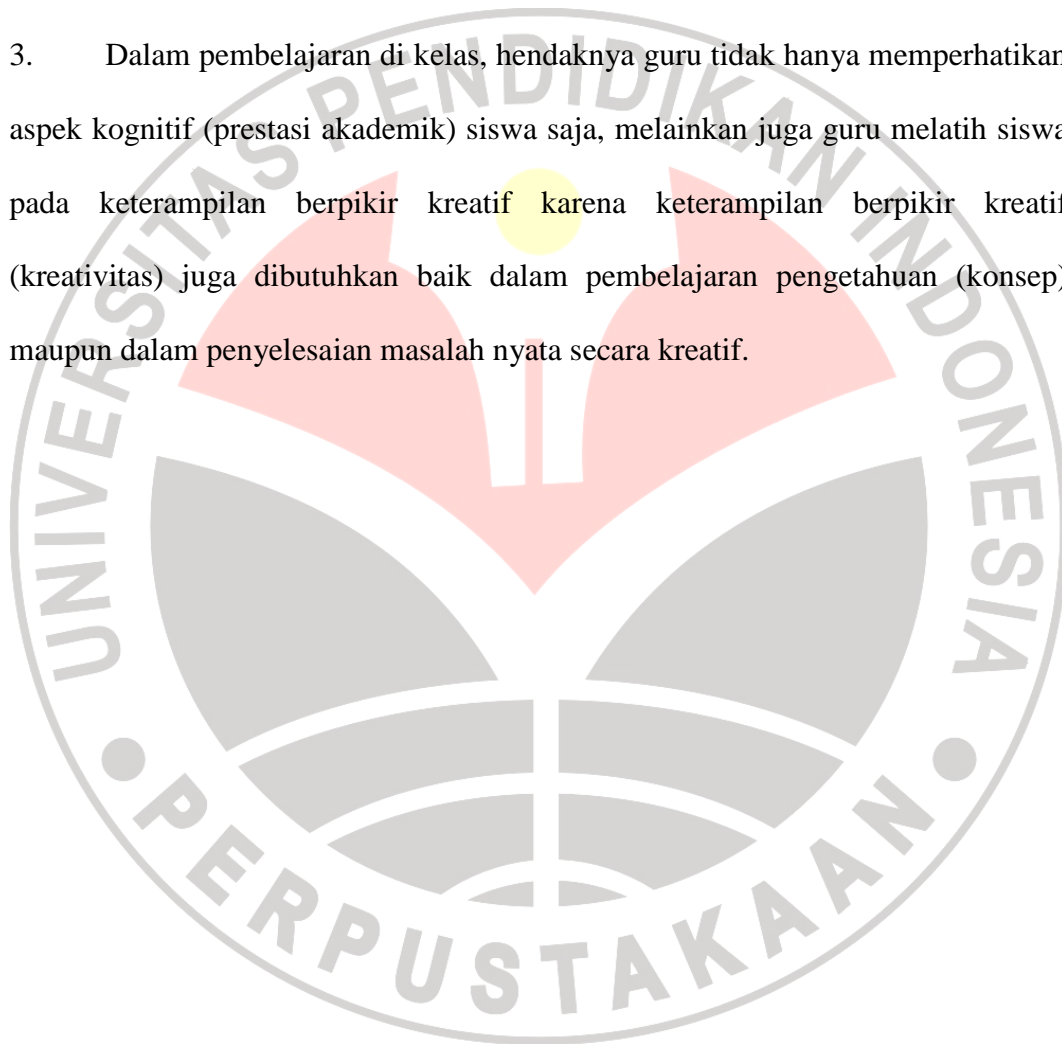 3. Dalam pembelajaran di kelas, hendaknya guru tidak hanya memperhatikan
aspek kognitif (prestasi akademik) siswa saja, melainkan juga guru melatih siswa
pada keterampilan berpikir kreatif karena keterampilan berpikir kreatif
(kreativitas) juga dibutuhkan baik dalam pembelajaran pengetahuan (konsep)
maupun dalam penyelesaian masalah nyata secara kreatif.
UNIVERSITAS PENDIDIKAN INDONESIA
PERPUSTAKAAN